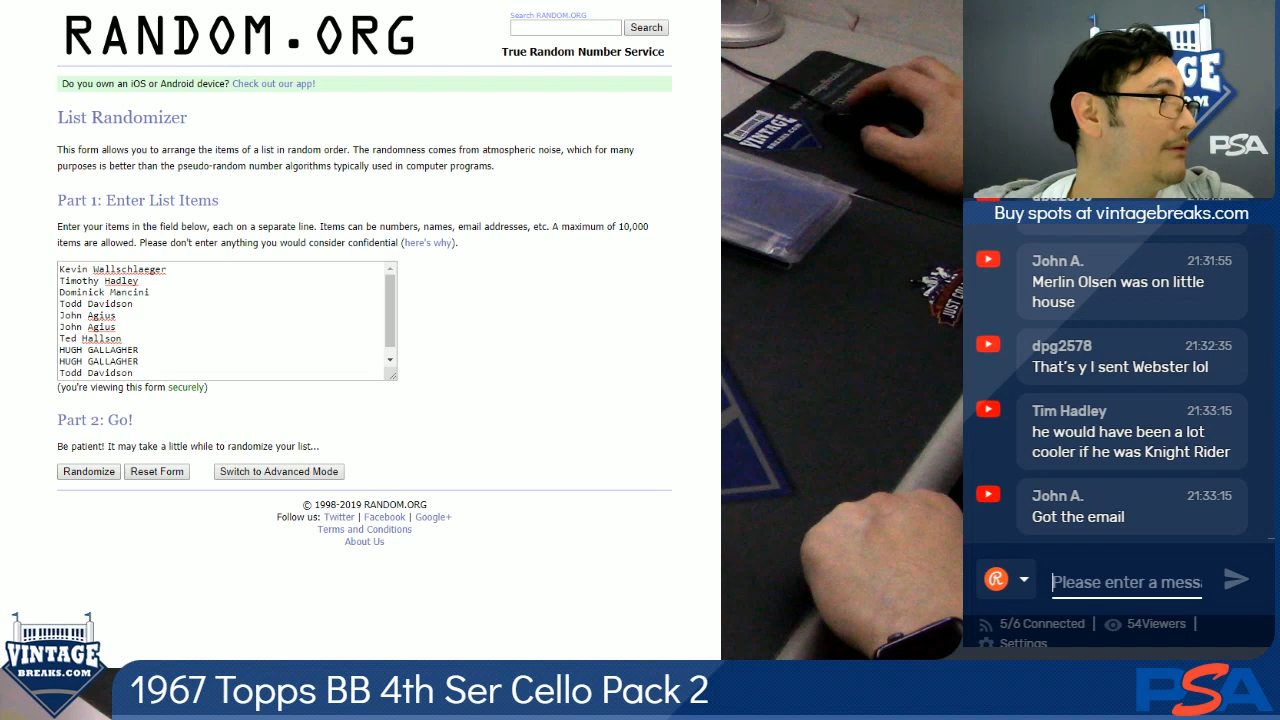 RANDOM.ORG
Search RANDOM.ORG
Search
True Random Number Service
Do you own an iOS or Android device? Check out our app!
List Randomizer
This form allows you to arrange the items of a list in random order. The randomness comes from atmospheric noise, which for many
purposes is better than the pseudo-random number algorithms typically used in computer programs.
Part 1: Enter List Items
Enter your items in the field below, each on a separate line. Items can be numbers, names, email addresses, etc. A maximum of 10,000
items are allowed. Please don't enter anything you would consider confidential (here's why).
Kevin Wallschlaeger
Timothy Hadley
Dominick Mancini
Todd Davidson
John Agius
John Agius
Ted Hallson
HUGH GALLAGHER
HUGH GALLAGHER
Todd Davidson
(you're viewing this form securely)
Part 2: Go!
Be patient! It may take a little while to randomize your list...
Randomize
Reset Form
Switch to Advanced Mode
© 1998-2019 RANDOM.ORG
Follow us: Twitter | Facebook | Google+
Terms and Conditions
About Us
VINTAGE
BREAKS.COM
JUST COL
VINTAGE
PSA
Buy spots at vintagebreaks.com
John A. 21:31:55
Merlin Olsen was on little
house
dpg2578 21:32:35
That's y I sent Webster lol
Tim Hadley 21:33:15
he would have been a lot
cooler if he was Knight Rider
John A. 21:33:15
Got the email
Please enter a messa
5/6 Connected | 54Viewers |
Settings
VINTAGE
BREAKS.COM
1967 Topps BB 4th Ser Cello Pack 2
PSA